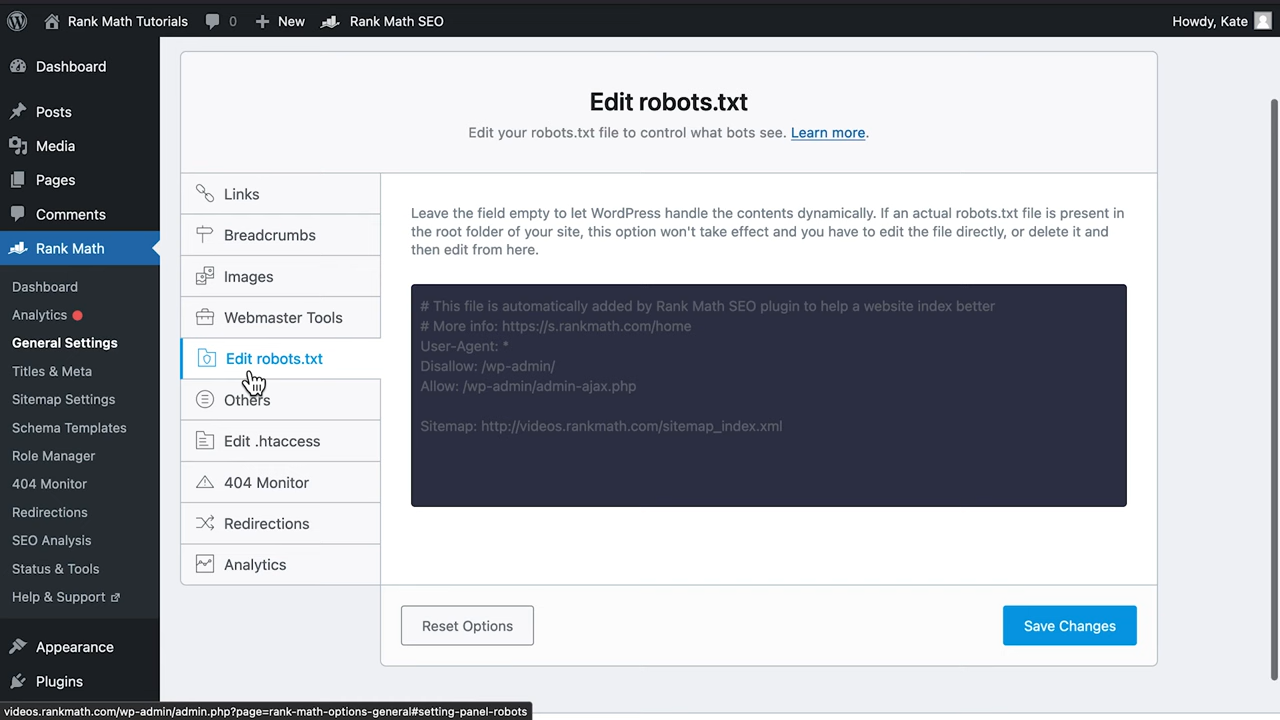 Rank Math Tutorials 0 New Rank Math SEO Howdy, Kate
Dashboard
Posts
Media
Pages
Comments
Rank Math
Dashboard
Analytics
General Settings
Titles & Meta
Sitemap Settings
Schema Templates
Role Manager
404 Monitor
Redirections
SEO Analysis
Status & Tools
Help & Support
Appearance
Plugins
Edit robots.txt
Edit your robots.txt file to control what bots see. Learn more.
Links
Breadcrumbs
Images
Webmaster Tools
Edit robots.txt
Others
Edit .htaccess
404 Monitor
Redirections
Analytics
Leave the field empty to let WordPress handle the contents dynamically. If an actual robots.txt file is present in
the root folder of your site, this option won't take effect and you have to edit the file directly, or delete it and
then edit from here.
# This file is automatically added by Rank Math SEO plugin to help a website index better
# More info: https://s.rankmath.com/home
User-Agent: *
Disallow: /wp-admin/
Allow: /wp-admin/admin-ajax.php
Sitemap: http://videos.rankmath.com/sitemap_index.xml
Reset Options
Save Changes
videos.rankmath.com/wp-admin/admin.php?page=rank-math-options-general#setting-panel-robots